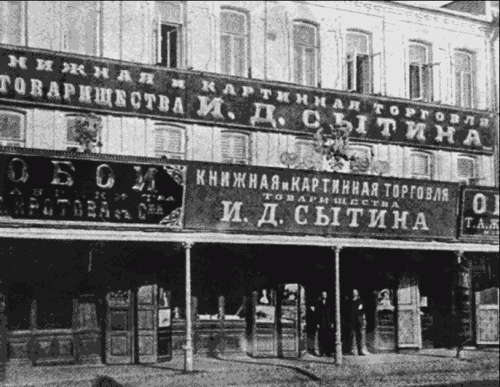 КНИЖНАЯ И КАРТИННАЯ ТОРГОВЛЯ
ТОВАРИЩЕСТВА И. Д. СЫТИНА
ОБОИ
КНИЖНАЯ И КАРТИННАЯ ТОРГОВЛЯ
ТОВАРИЩЕСТВА
И. Д. СЫТИНА